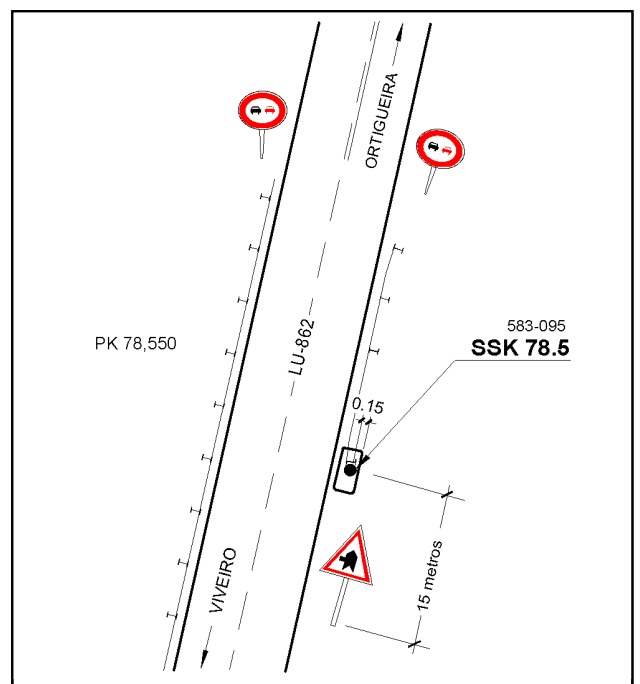 ORTIGUEIRA
LU-862
PK 78,550
583-095
SSK 78.5
0.15
VIVEIRO
15 metros